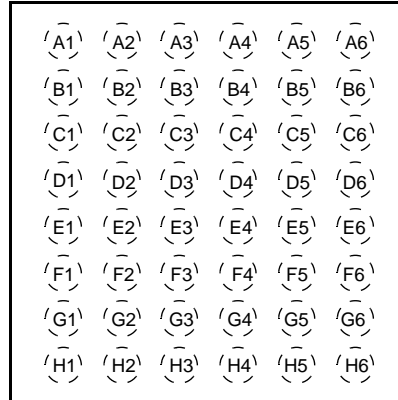 A1 A2 A3 A4 A5 A6
B1 B2 B3 B4 B5 B6
C1 C2 C3 C4 C5 C6
D1 D2 D3 D4 D5 D6
E1 E2 E3 E4 E5 E6
F1 F2 F3 F4 F5 F6
G1 G2 G3 G4 G5 G6
H1 H2 H3 H4 H5 H6